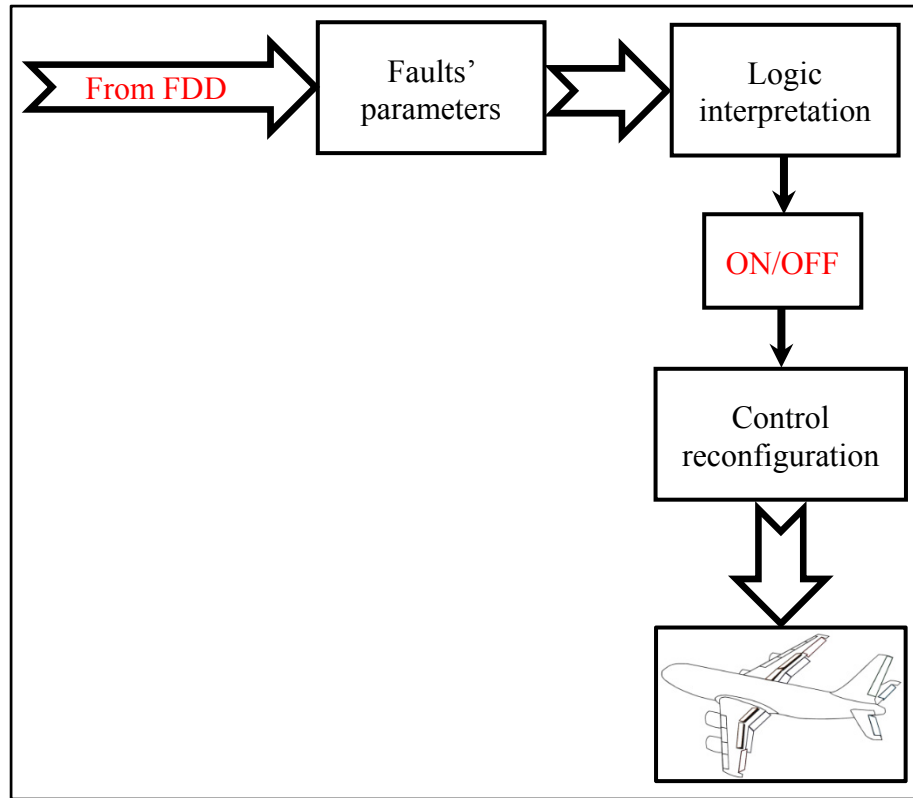 From FDD
Faults’
parameters
Logic
interpretation
ON/OFF
Control
reconfiguration